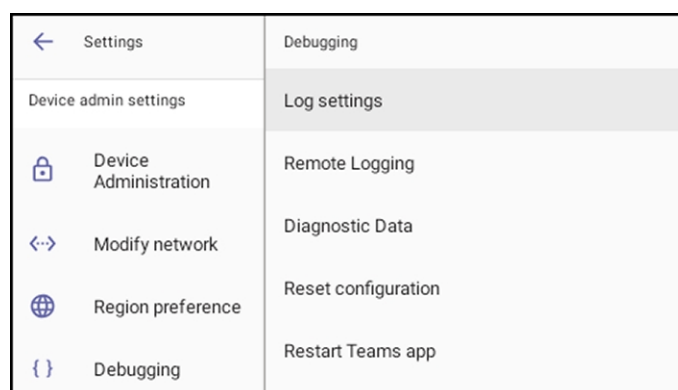 Settings
Device admin settings
Device
Administration
Modify network
Region preference
Debugging
Debugging
Log settings
Remote Logging
Diagnostic Data
Reset configuration
Restart Teams app